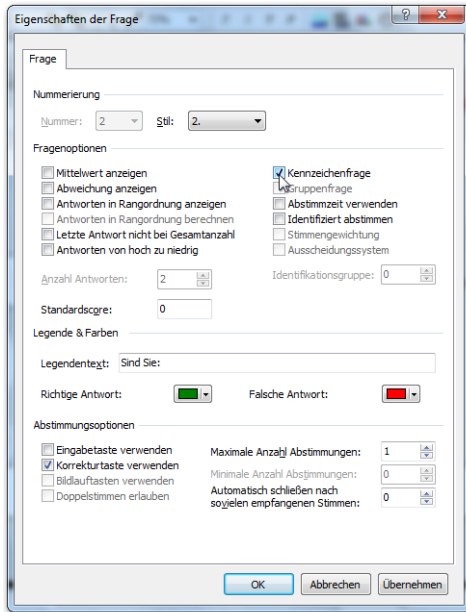 Eigenschaften der Frage
Frage
Nummerierung
Nummer: 2 Stil: 2.
Fragenoptionen
Mittelwert anzeigen
Abweichung anzeigen
Antworten in Rangordnung anzeigen
Antworten in Rangordnung berechnen
Letzte Antwort nicht bei Gesamtanzahl
Antworten von hoch zu niedrig
Kennzeichenfrage
Gruppenfrage
Abstimmzeit verwenden
Identifiziert abstimmen
Stimmengewichtung
Ausscheidungssystem
Anzahl Antworten: 2
Identifikationsgruppe: 0
Standardscore: 0
Legende & Farben
Legendentext: Sind Sie:
Richtige Antwort: Falsche Antwort:
Abstimmungsoptionen
Eingabetaste verwenden
Korrekturtaste verwenden
Bildlauftasten verwenden
Doppelstimmen erlauben
Maximale Anzahl Abstimmungen: 1
Minimale Anzahl Abstimmungen: 0
Automatisch schließen nach
sovielen empfangenen Stimmen: 0
OK Abbrechen Übernehmen